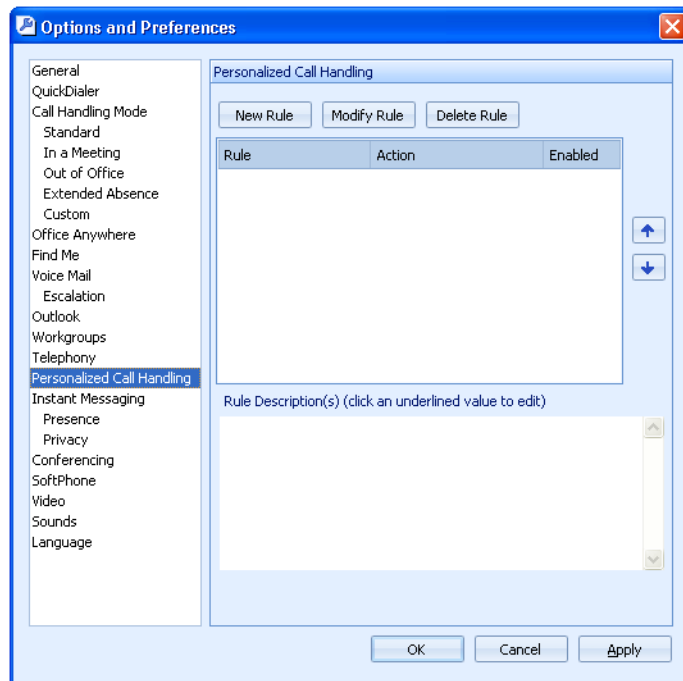 Options and Preferences
General
QuickDialer
Call Handling Mode
Standard
In a Meeting
Out of Office
Extended Absence
Custom
Office Anywhere
Find Me
Voice Mail
Escalation
Outlook
Workgroups
Telephony
Personalized Call Handling
Instant Messaging
Presence
Privacy
Conferencing
SoftPhone
Video
Sounds
Language
Personalized Call Handling
New Rule Modify Rule Delete Rule
Rule Action Enabled
Rule Description(s) (click an underlined value to edit)
OK Cancel Apply